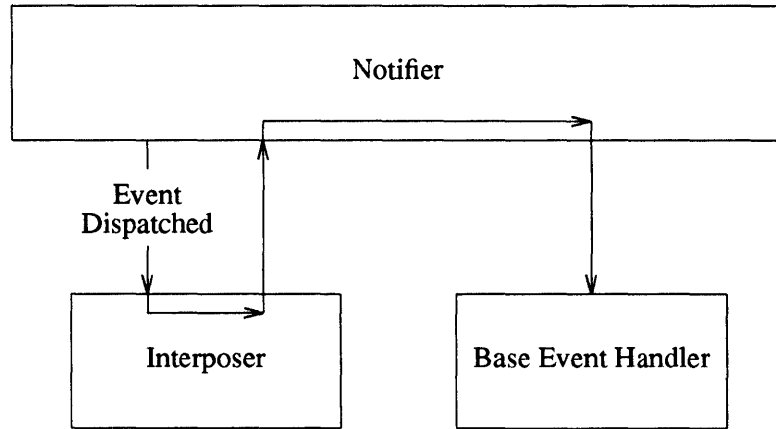 Notifier
Event
Dispatched
Interposer
Base Event Handler